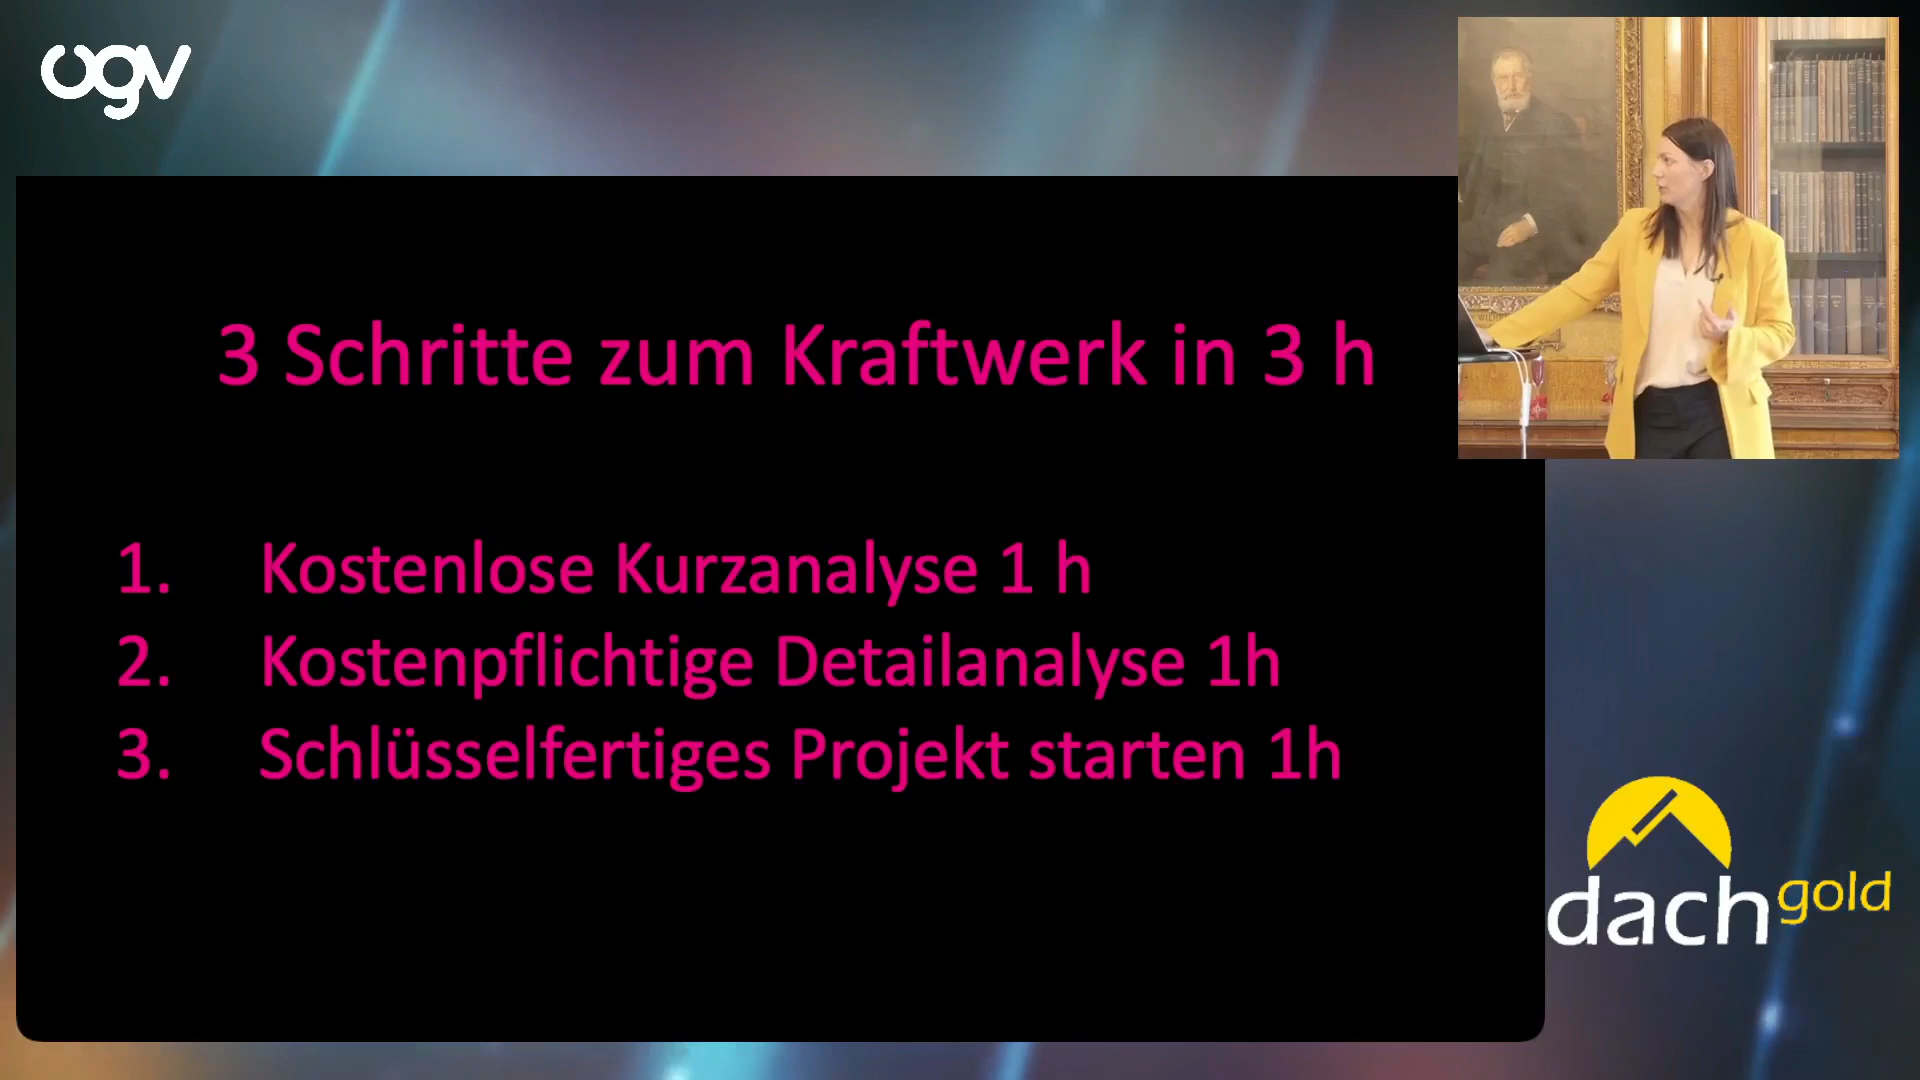 ogv
3 Schritte zum Kraftwerk in 3 h
1. Kostenlose Kurzanalyse 1 h
2. Kostenpflichtige Detailanalyse 1h
3. Schlüsselfertiges Projekt starten 1h
dachgold